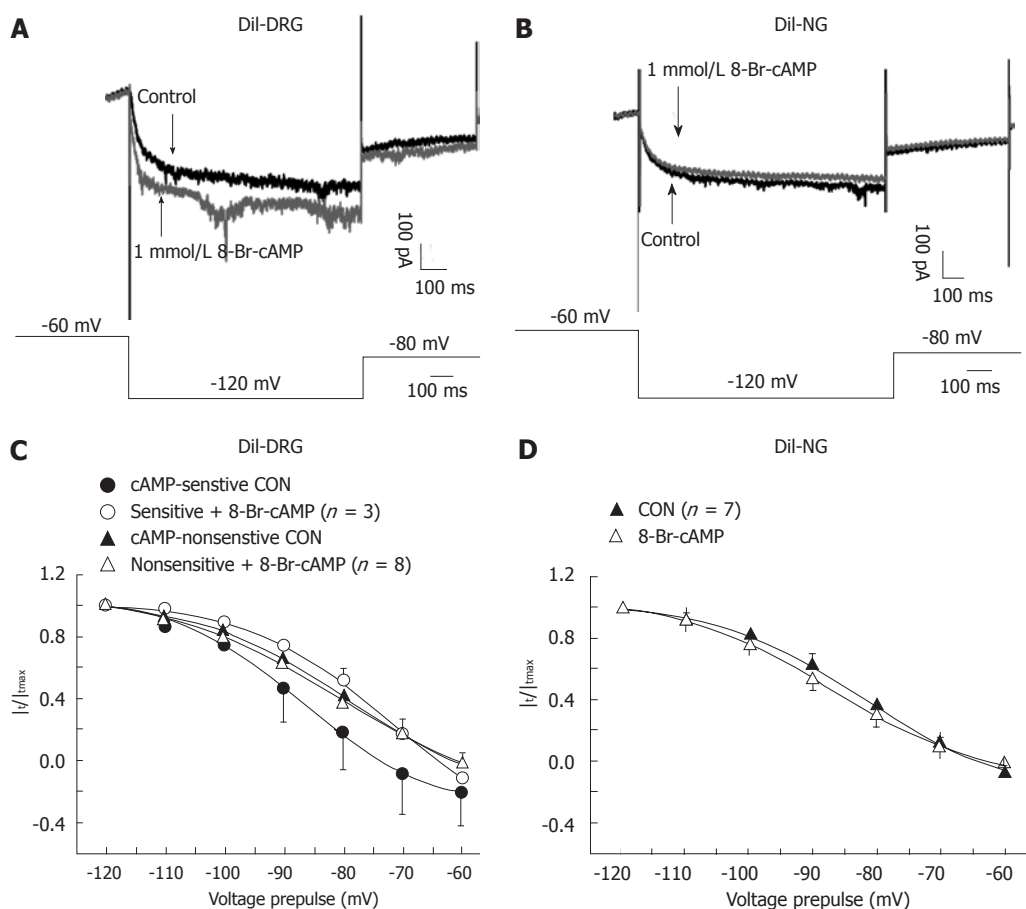 A
DiI-DRG
Control
1 mmol/L 8-Br-cAMP
100 pA
100 ms
-60 mV
-80 mV
-120 mV
100 ms
B
DiI-NG
1 mmol/L 8-Br-cAMP
Control
100 pA
100 ms
-60 mV
-80 mV
-120 mV
100 ms
C
DiI-DRG
cAMP-senstive CON
Sensitive + 8-Br-cAMP (n = 3)
cAMP-nonsenstive CON
Nonsensitive + 8-Br-cAMP (n = 8)
1.2
0.8
0.4
0.0
-0.4
It/Itmax
-120 -110 -100 -90 -80 -70 -60
Voltage prepulse (mV)
D
DiI-NG
CON (n = 7)
8-Br-cAMP
1.2
0.8
0.4
0.0
-0.4
It/Itmax
-120 -110 -100 -90 -80 -70 -60
Voltage prepulse (mV)